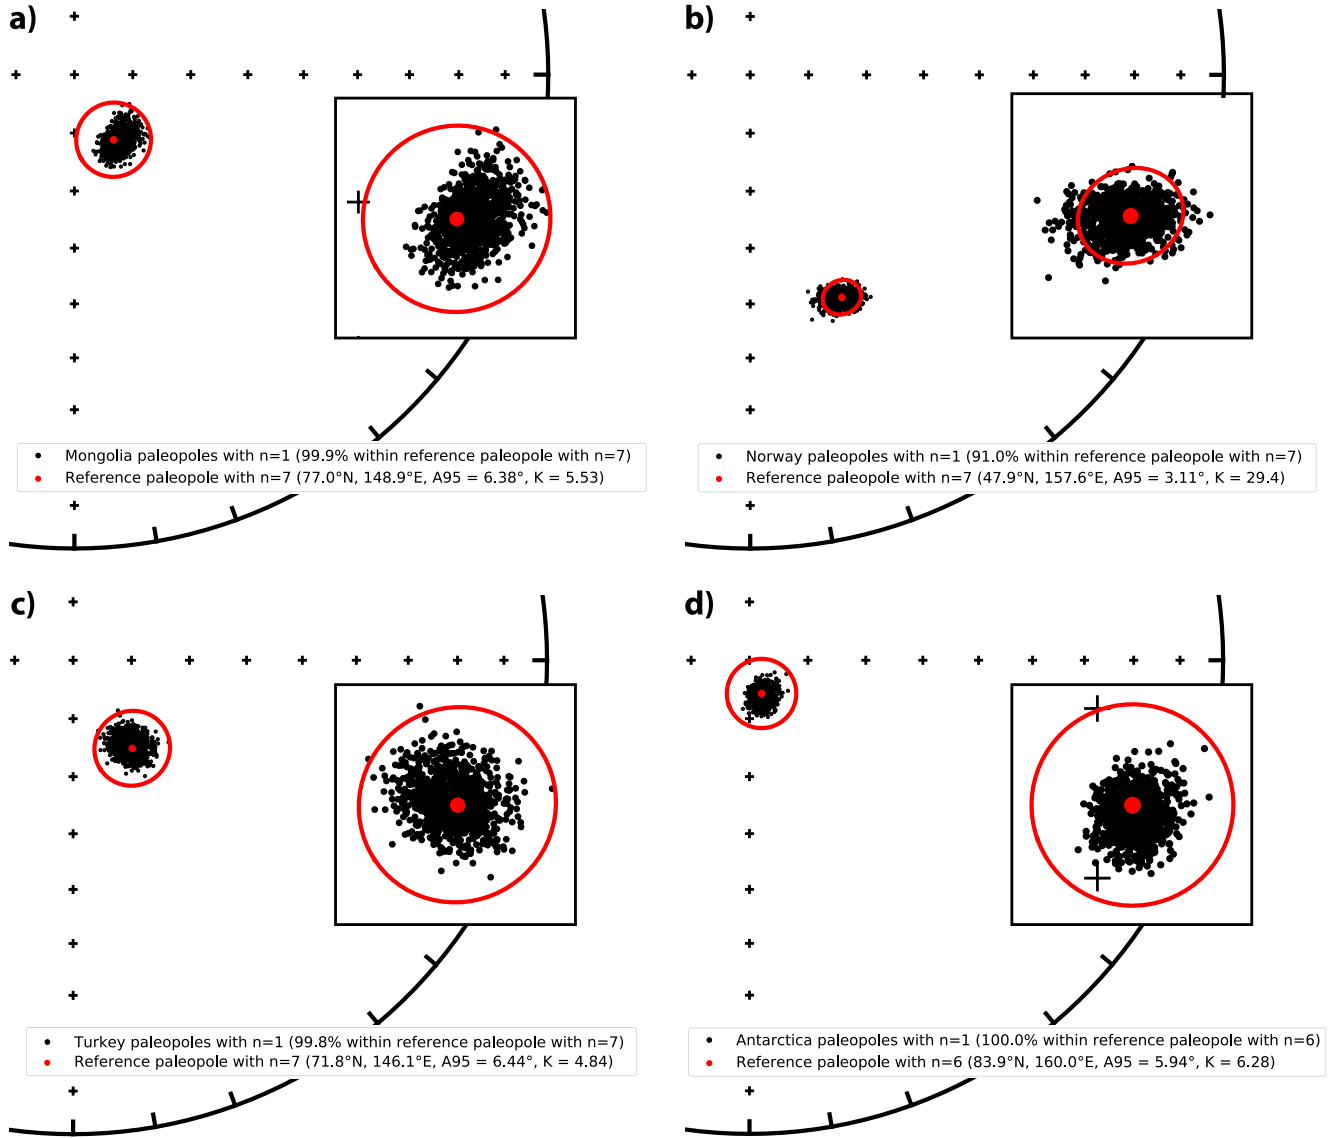 a)
Mongolia paleopoles with n=1 (99.9% within reference paleopole with n=7)
Reference paleopole with n=7 (77.0°N, 148.9°E, A95 = 6.38°, K = 5.53)
b)
Norway paleopoles with n=1 (91.0% within reference paleopole with n=7)
Reference paleopole with n=7 (47.9°N, 157.6°E, A95 = 3.11°, K = 29.4)
c)
Turkey paleopoles with n=1 (99.8% within reference paleopole with n=7)
Reference paleopole with n=7 (71.8°N, 146.1°E, A95 = 6.44°, K = 4.84)
d)
Antarctica paleopoles with n=1 (100.0% within reference paleopole with n=6)
Reference paleopole with n=6 (83.9°N, 160.0°E, A95 = 5.94°, K = 6.28)